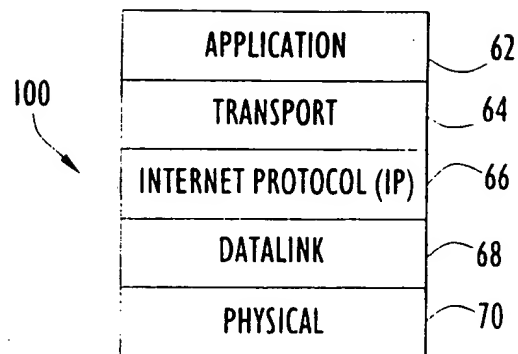 APPLICATION 62
100
TRANSPORT 64
INTERNET PROTOCOL (IP) 66
DATALINK 68
PHYSICAL 70